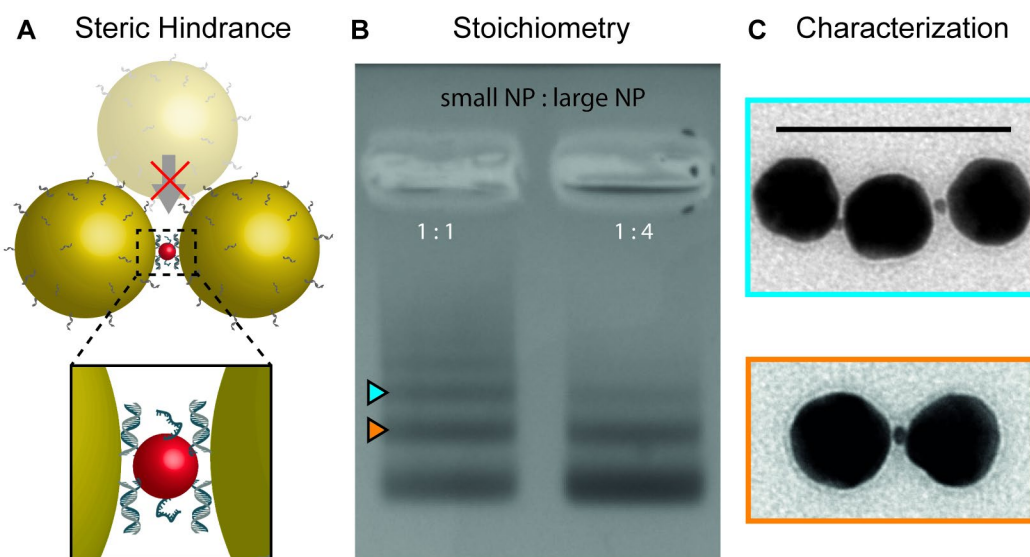 A Steric Hindrance
B Stoichiometry
C Characterization
small NP : large NP
1 : 1
1 : 4